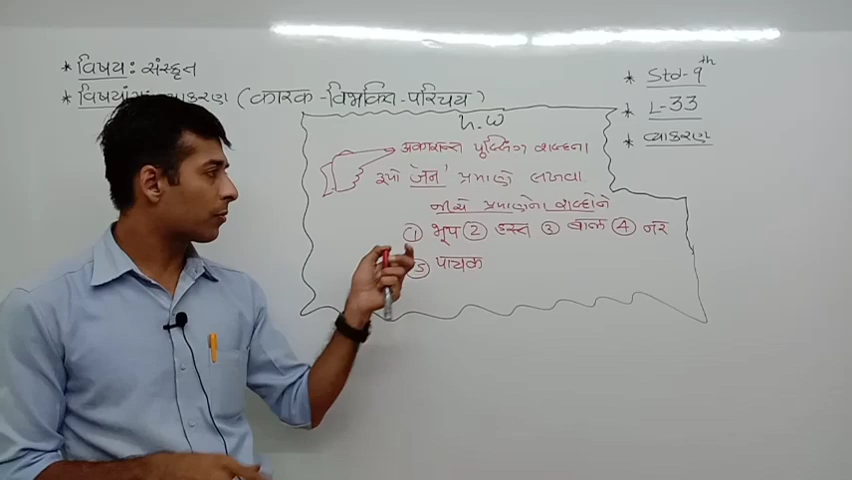 * વિષય: સંસ્કૃત
* વિષયાંગ: વ્યાકરણ (કારક-વિભક્તિ-પરિચય)
* Std-9th
* L-33
* વ્યાકરણ
H.W
અકારાન્ત પુલ્લિંગ શબ્દના
રૂપો 'જન' પ્રમાણે લખવા
નીચે પ્રમાણેના શબ્દોને
① ભૂપ ② હસ્ત ③ બાલ ④ નર
⑤ પાચક